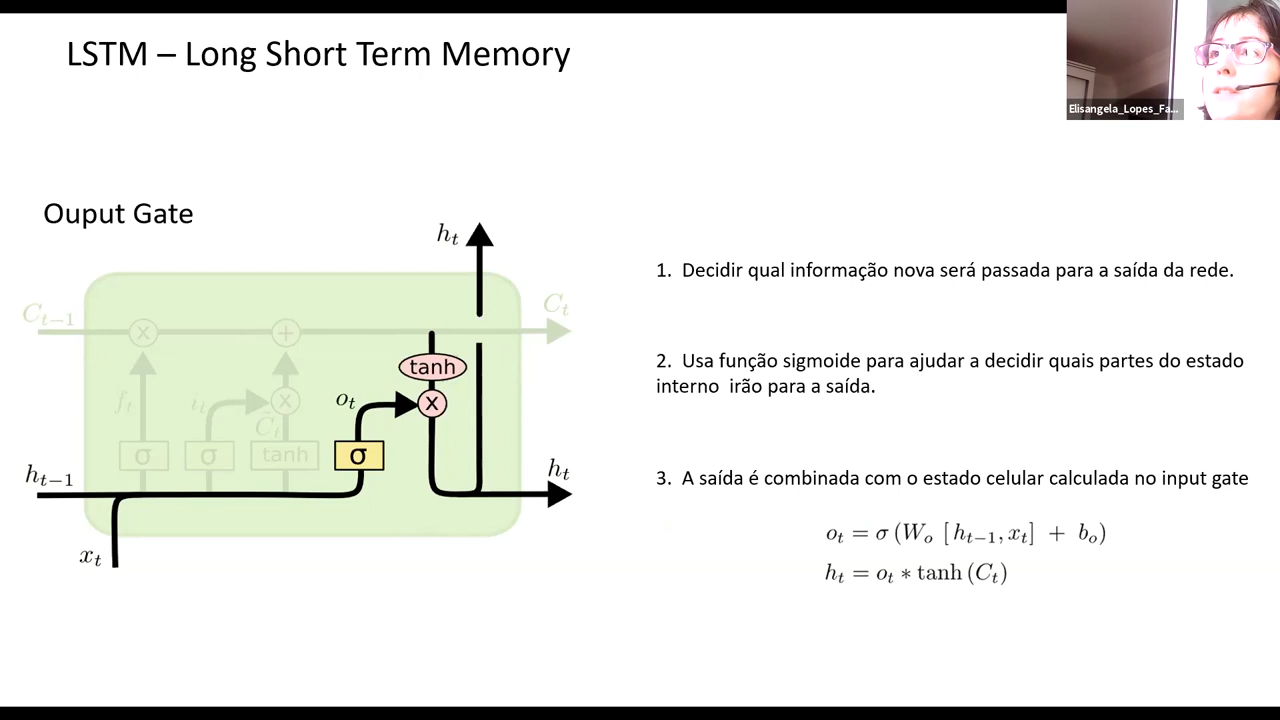 LSTM – Long Short Term Memory
Elisangela_Lopes_Fa...
Ouput Gate
h_t
C_{t-1}
C_t
x
+
tanh
f_t
i_t
x
o_t
x
C̃_t
σ
σ
tanh
σ
h_{t-1}
h_t
x_t
1. Decidir qual informação nova será passada para a saída da rede.
2. Usa função sigmoide para ajudar a decidir quais partes do estado
interno irão para a saída.
3. A saída é combinada com o estado celular calculada no input gate
o_t = σ (W_o [h_{t-1}, x_t] + b_o)
h_t = o_t * tanh (C_t)